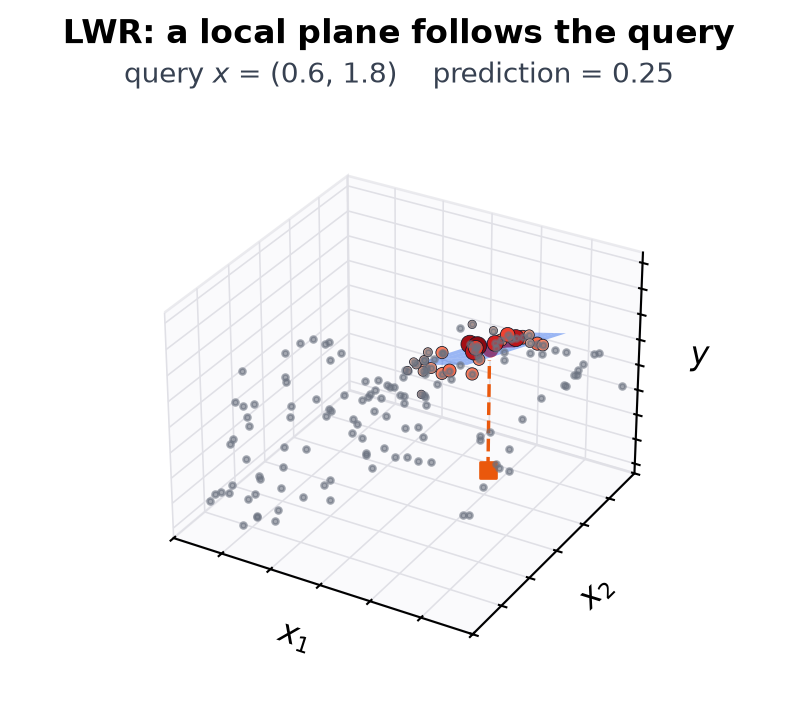 LWR: a local plane follows the query
query x = (0.6, 1.8)    prediction = 0.25
y
x₂
x₁